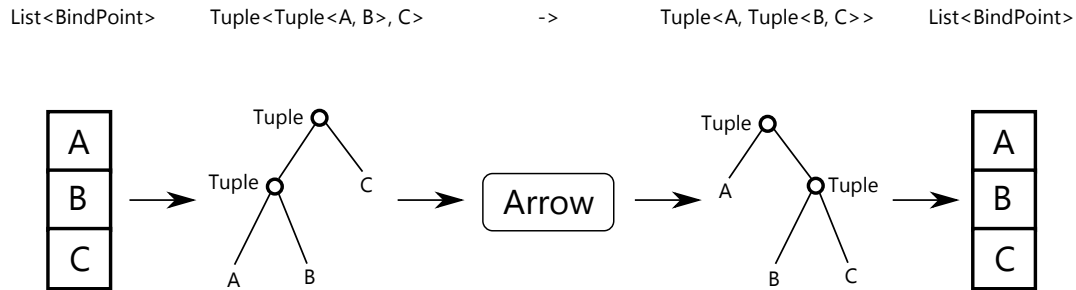 List<BindPoint> Tuple<Tuple<A, B>, C> -> Tuple<A, Tuple<B, C>> List<BindPoint>
A
B
C
Tuple
Tuple
C
A
B
Arrow
Tuple
A
Tuple
B
C
A
B
C